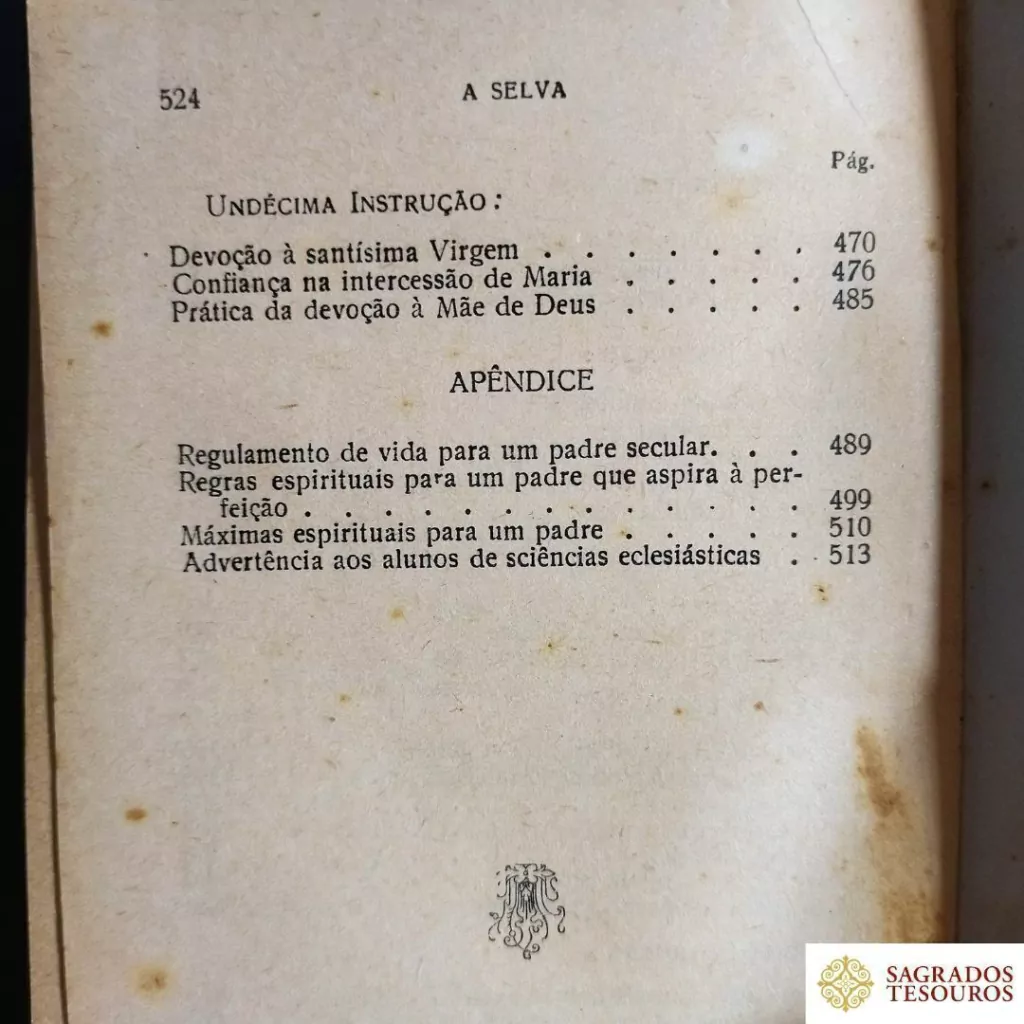 524
A SELVA
Pág.
UNDÉCIMA INSTRUÇÃO:
Devoção à santísima Virgem . . . . . . . 470
Confiança na intercessão de Maria . . . . . 476
Prática da devoção à Mãe de Deus . . . . . 485
APÊNDICE
Regulamento de vida para um padre secular. . . 489
Regras espirituais para um padre que aspira à per-
feição . . . . . . . . . . . . 499
Máximas espirituais para um padre . . . . . 510
Advertência aos alunos de sciências eclesiásticas . 513
SAGRADOS
TESOUROS